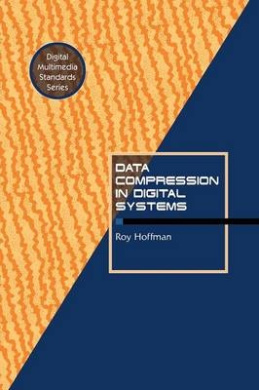 Digital
Multimedia
Standards
Series
DATA
COMPRESSION
IN DIGITAL
SYSTEMS
Roy Hoffman